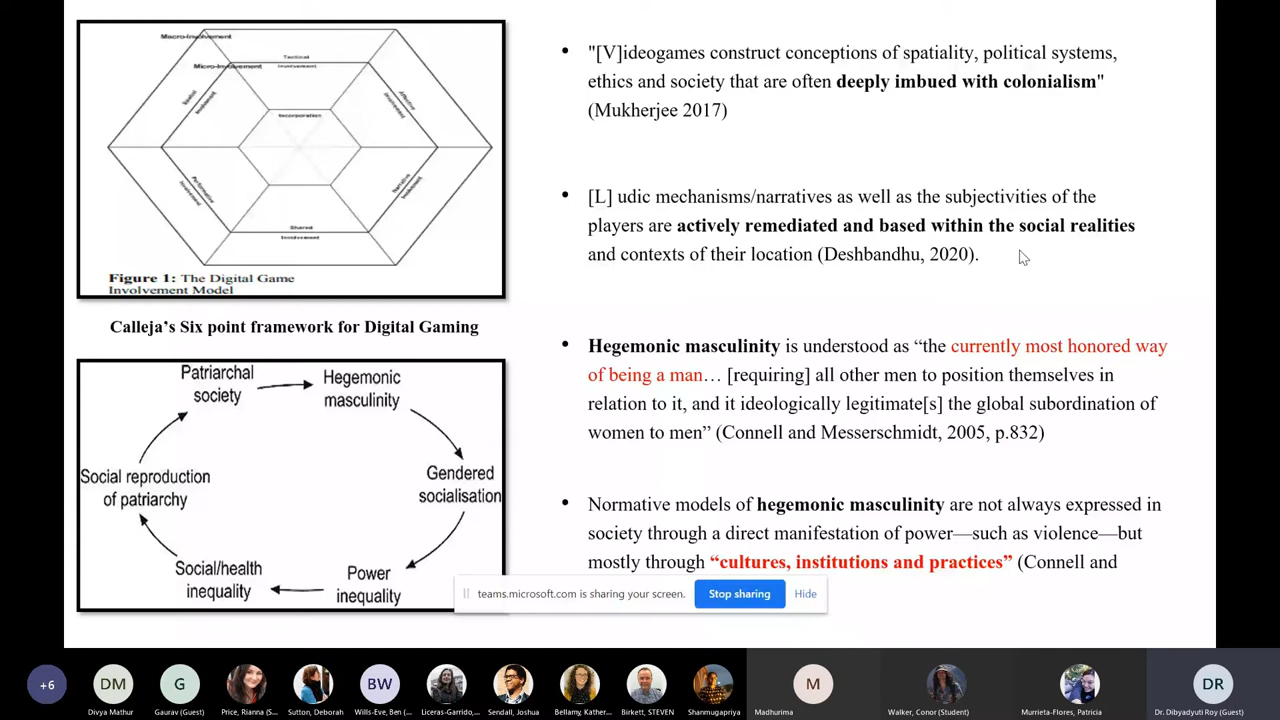 Macro-Involvement
Micro-Involvement
Tactical
Involvement
Spatial
Involvement
Affective
Involvement
Incorporation
Performative
Involvement
Narrative
Involvement
Shared
Involvement
Figure 1: The Digital Game
Involvement Model
Calleja's Six point framework for Digital Gaming
Patriarchal
society
Hegemonic
masculinity
Gendered
socialisation
Power
inequality
Social/health
inequality
Social reproduction
of patriarchy
• "[V]ideogames construct conceptions of spatiality, political systems,
ethics and society that are often deeply imbued with colonialism"
(Mukherjee 2017)
• [L] udic mechanisms/narratives as well as the subjectivities of the
players are actively remediated and based within the social realities
and contexts of their location (Deshbandhu, 2020).
• Hegemonic masculinity is understood as “the currently most honored way
of being a man… [requiring] all other men to position themselves in
relation to it, and it ideologically legitimate[s] the global subordination of
women to men” (Connell and Messerschmidt, 2005, p.832)
• Normative models of hegemonic masculinity are not always expressed in
society through a direct manifestation of power—such as violence—but
mostly through “cultures, institutions and practices” (Connell and
teams.microsoft.com is sharing your screen. Stop sharing Hide
+6 DM G BW M DR
Divya Mathur Gaurav (Guest) Price, Rianna (S... Sutton, Deborah Wills-Eve, Ben (... Liceras-Garrido,... Sendall, Joshua Bellamy, Kather... Birkett, STEVEN Shanmugapriya Madhurima Walker, Conor (Student) Murrieta-Flores, Patricia Dr. Dibyadyuti Roy (Guest)